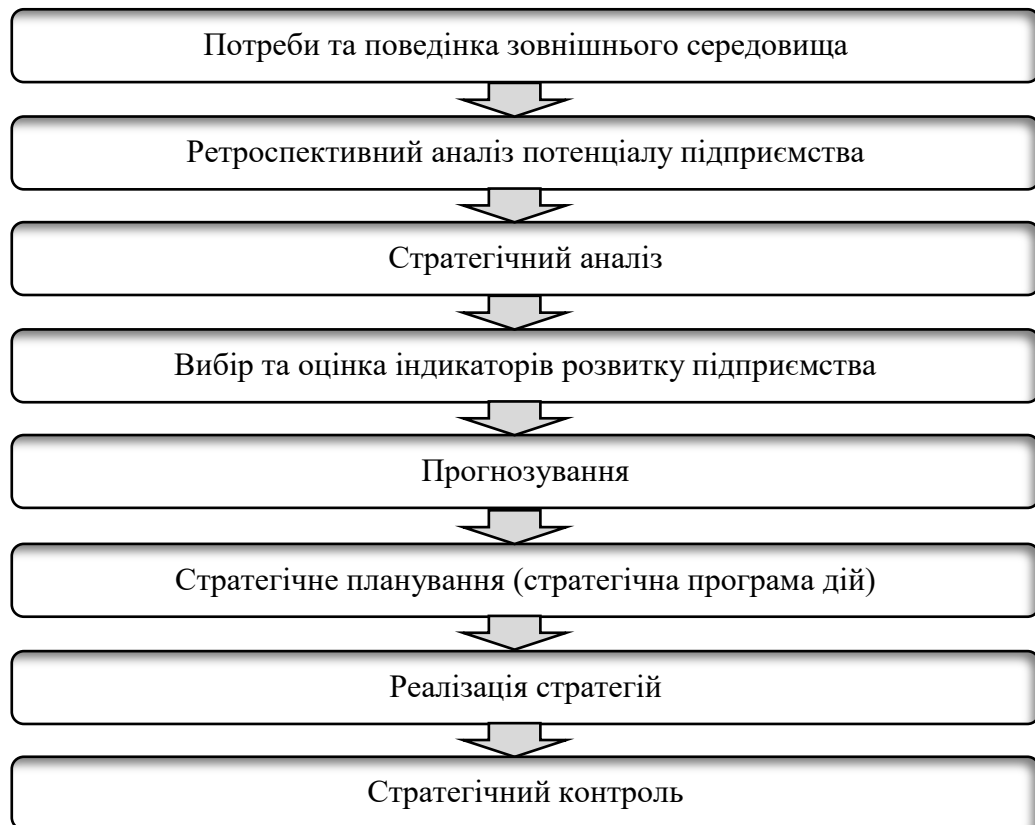 Потреби та поведінка зовнішнього середовища
Ретроспективний аналіз потенціалу підприємства
Стратегічний аналіз
Вибір та оцінка індикаторів розвитку підприємства
Прогнозування
Стратегічне планування (стратегічна програма дій)
Реалізація стратегій
Стратегічний контроль